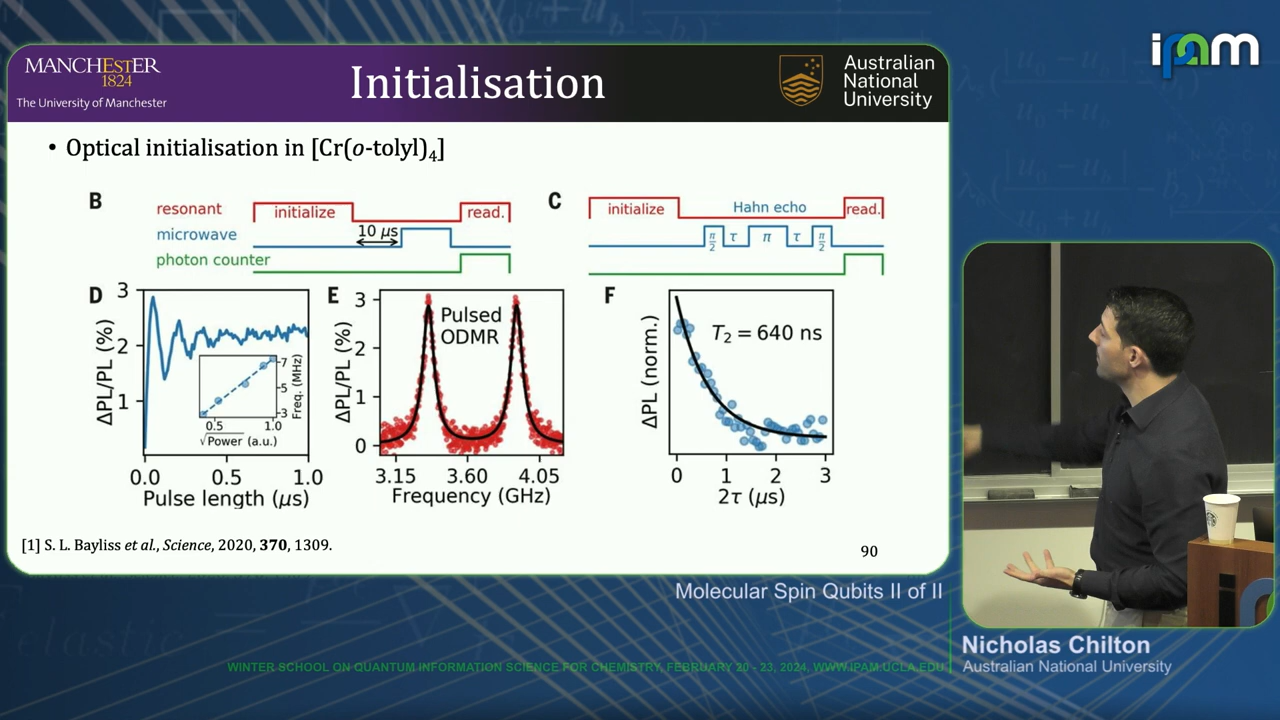 MANCHESTER
1824
The University of Manchester
Initialisation
Australian
National
University
ipam
• Optical initialisation in [Cr(o-tolyl)4]
B
resonant
initialize
read.
microwave
10 μs
photon counter
C
initialize
Hahn echo
read.
π/2
τ
π
τ
π/2
D
ΔPL/PL (%)
3
2
1
0.0
0.5
1.0
Pulse length (μs)
7
5
3
Freq. (MHz)
0.5
1.0
√Power (a.u.)
E
ΔPL/PL (%)
3
2
1
0
Pulsed
ODMR
3.15
3.60
4.05
Frequency (GHz)
F
ΔPL (norm.)
T2 = 640 ns
0
1
2
3
2τ (μs)
[1] S. L. Bayliss et al., Science, 2020, 370, 1309.
90
Molecular Spin Qubits II of II
Nicholas Chilton
Australian National University
WINTER SCHOOL ON QUANTUM INFORMATION SCIENCE FOR CHEMISTRY, FEBRUARY 20 - 23, 2024, WWW.IPAM.UCLA.EDU
elastic